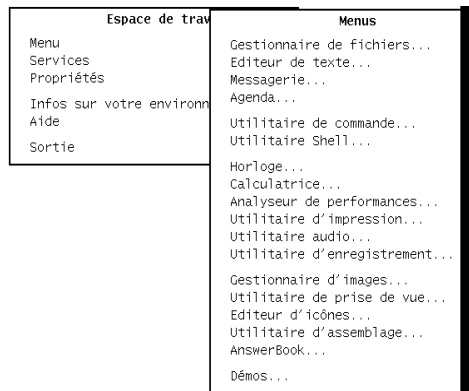 Espace de trav
Menu
Services
Propriétés
Infos sur votre environn
Aide
Sortie
Menus
Gestionnaire de fichiers...
Editeur de texte...
Messagerie...
Agenda...
Utilitaire de commande...
Utilitaire Shell...
Horloge...
Calculatrice...
Analyseur de performances...
Utilitaire d'impression...
Utilitaire audio...
Utilitaire d'enregistrement...
Gestionnaire d'images...
Utilitaire de prise de vue...
Editeur d'icônes...
Utilitaire d'assemblage...
AnswerBook...
Démos...